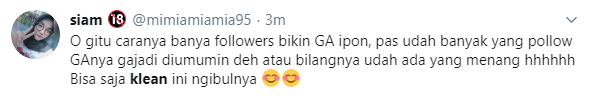 siam 🔞 @mimiamiamia95 · 3m
O gitu caranya banya followers bikin GA ipon, pas udah banyak yang pollow
GAnya gajadi diumumin deh atau bilangnya udah ada yang menang hhhhhh
Bisa saja klean ini ngibulnya 😊😊